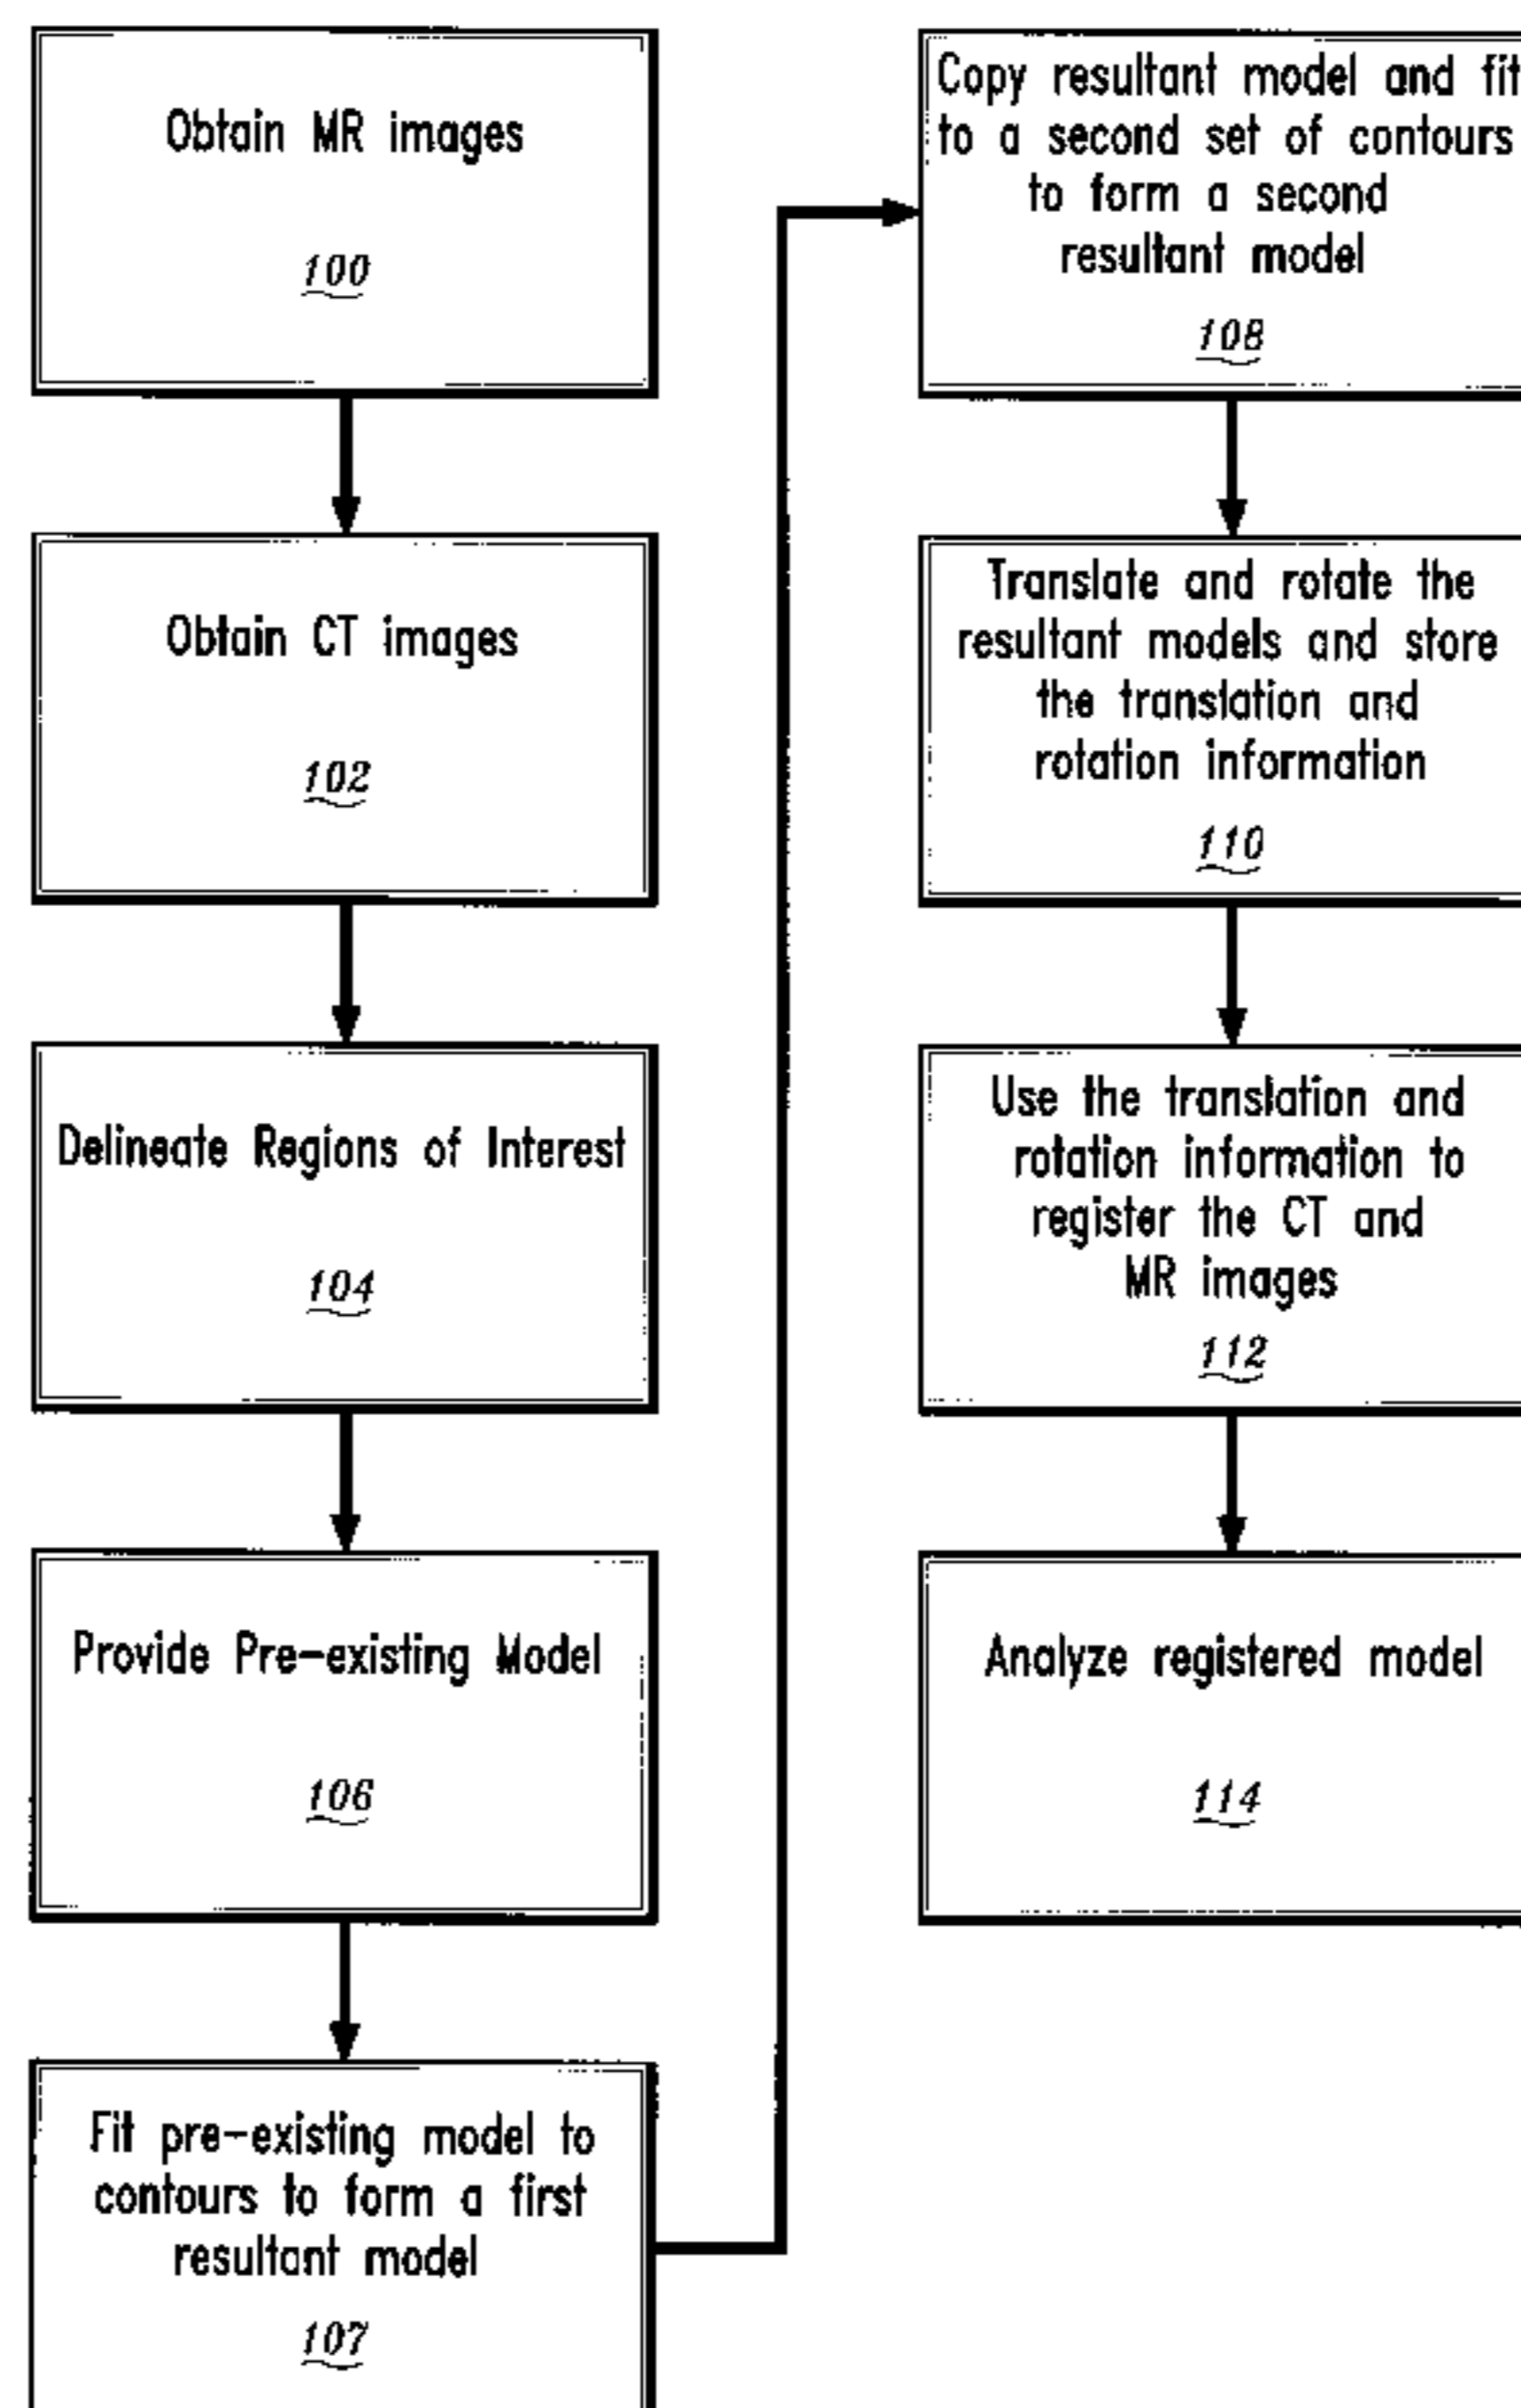 Obtain MR images
100
Obtain CT images
102
Delineate Regions of Interest
104
Provide Pre-existing Model
106
Fit pre-existing model to
contours to form a first
resultant model
107
Copy resultant model and fit
to a second set of contours
to form a second
resultant model
108
Translate and rotate the
resultant models and store
the translation and
rotation information
110
Use the translation and
rotation information to
register the CT and
MR images
112
Analyze registered model
114